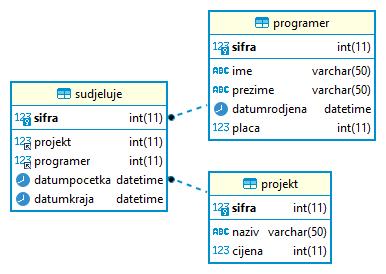 programer
sifra int(11)
ime varchar(50)
prezime varchar(50)
datumrodjena datetime
placa int(11)
sudjeluje
sifra int(11)
projekt int(11)
programer int(11)
datumpocetka datetime
datumkraja datetime
projekt
sifra int(11)
naziv varchar(50)
cijena int(11)